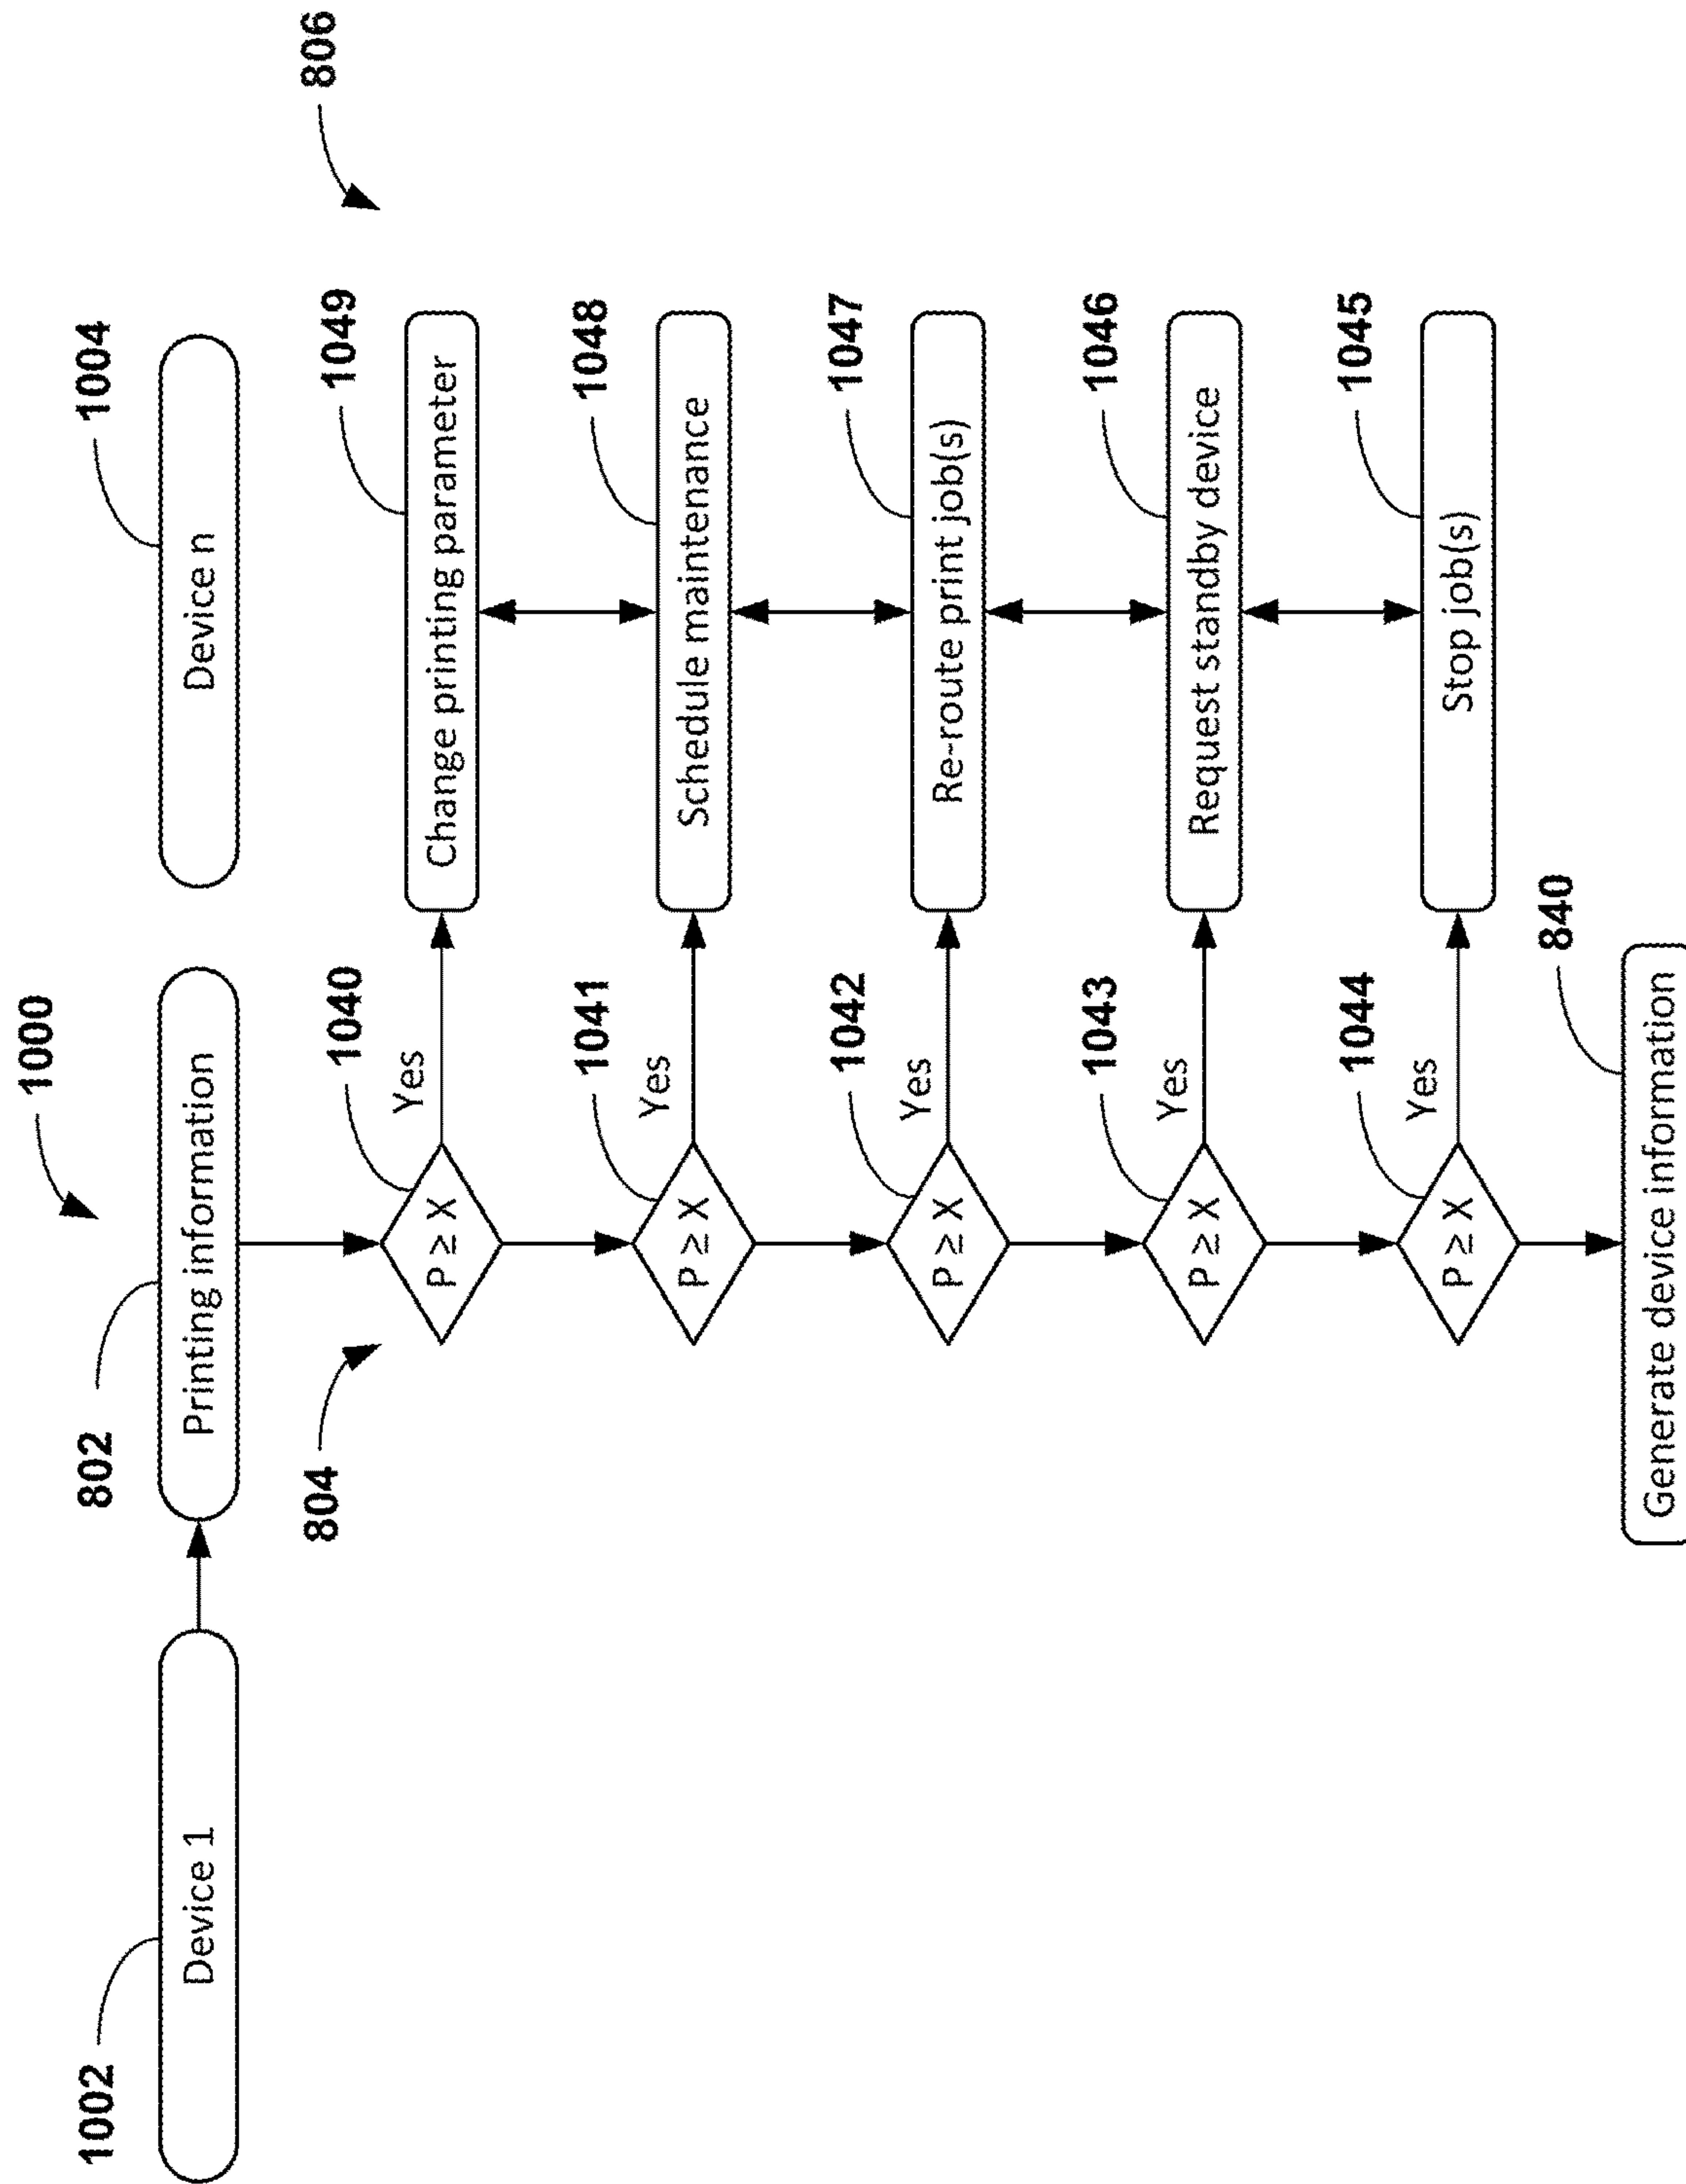 1000
1002
802
1004
Device 1
Printing information
Device n
804
806
1040
1049
P ≥ X
Yes
Change printing parameter
1041
1048
P ≥ X
Yes
Schedule maintenance
1042
1047
P ≥ X
Yes
Re-route print job(s)
1043
1046
P ≥ X
Yes
Request standby device
1044
1045
P ≥ X
Yes
Stop job(s)
840
Generate device information